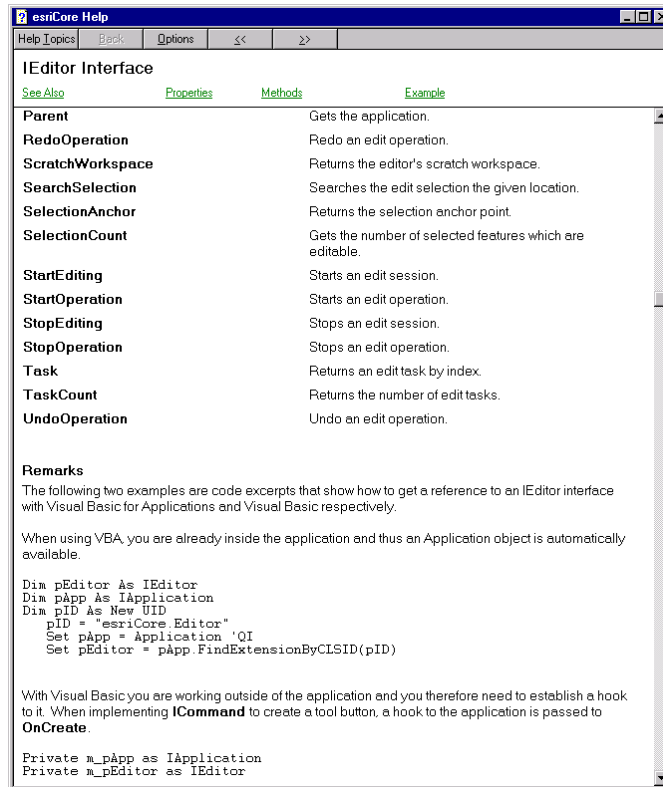 esriCore Help
Help Topics Back Options << >>
IEditor Interface
See Also Properties Methods Example
Parent Gets the application.
RedoOperation Redo an edit operation.
ScratchWorkspace Returns the editor's scratch workspace.
SearchSelection Searches the edit selection the given location.
SelectionAnchor Returns the selection anchor point.
SelectionCount Gets the number of selected features which are
editable.
StartEditing Starts an edit session.
StartOperation Starts an edit operation.
StopEditing Stops an edit session.
StopOperation Stops an edit operation.
Task Returns an edit task by index.
TaskCount Returns the number of edit tasks.
UndoOperation Undo an edit operation.
Remarks
The following two examples are code excerpts that show how to get a reference to an IEditor interface
with Visual Basic for Applications and Visual Basic respectively.
When using VBA, you are already inside the application and thus an Application object is automatically
available.
Dim pEditor As IEditor
Dim pApp As IApplication
Dim pID As New UID
pID = "esriCore.Editor"
Set pApp = Application 'QI
Set pEditor = pApp.FindExtensionByCLSID(pID)
With Visual Basic you are working outside of the application and you therefore need to establish a hook
to it. When implementing ICommand to create a tool button, a hook to the application is passed to
OnCreate.
Private m_pApp as IApplication
Private m_pEditor as IEditor